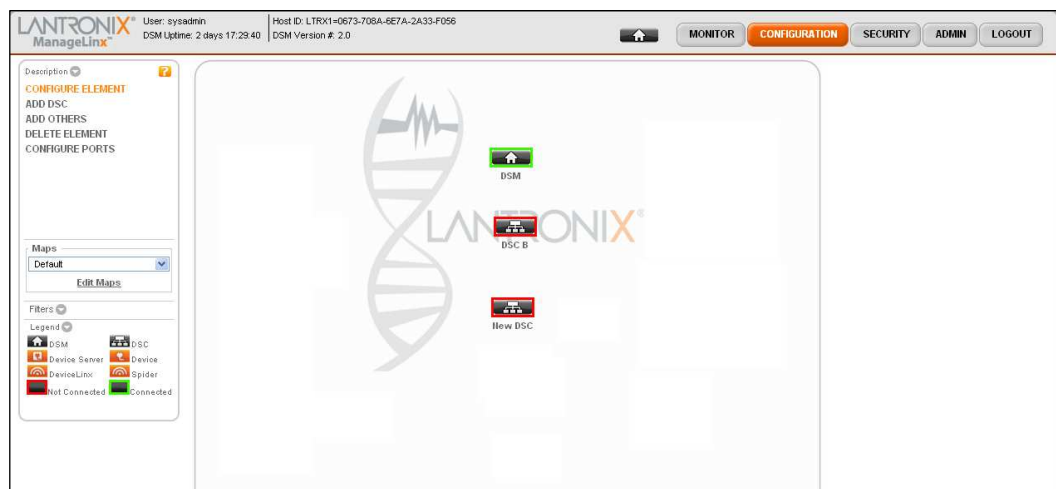 LANTRONIX®
ManageLinx™
User: sysadmin
DSM Uptime: 2 days 17:29:40
Host ID: LTRX1=0673-708A-6E7A-2A33-F056
DSM Version #: 2.0
MONITOR
CONFIGURATION
SECURITY
ADMIN
LOGOUT
Description
?
CONFIGURE ELEMENT
ADD DSC
ADD OTHERS
DELETE ELEMENT
CONFIGURE PORTS
Maps
Default
Edit Maps
Filters
Legend
DSM
DSC
Device Server
Device
DeviceLinx
Spider
Not Connected
Connected
DSM
LANTRONIX®
DSC B
New DSC